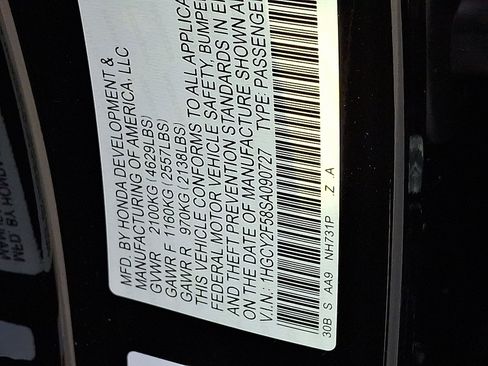 MFD. BY HONDA DEVELOPMENT &
MANUFACTURING OF AMERICA, LLC
GVWR 2100KG(4629LBS)
GAWR F 1160KG(2557LBS)
GAWR R 970KG(2138LBS)
THIS VEHICLE CONFORMS TO ALL APPLICA
FEDERAL MOTOR VEHICLE SAFETY, BUMPER
AND THEFT PREVENTION STANDARDS IN E
ON THE DATE OF MANUFACTURE SHOWN A
V.I.N.: 1HGCY2F58SA090727 TYPE: PASSENGER
30B S AA9 NH731P Z .A